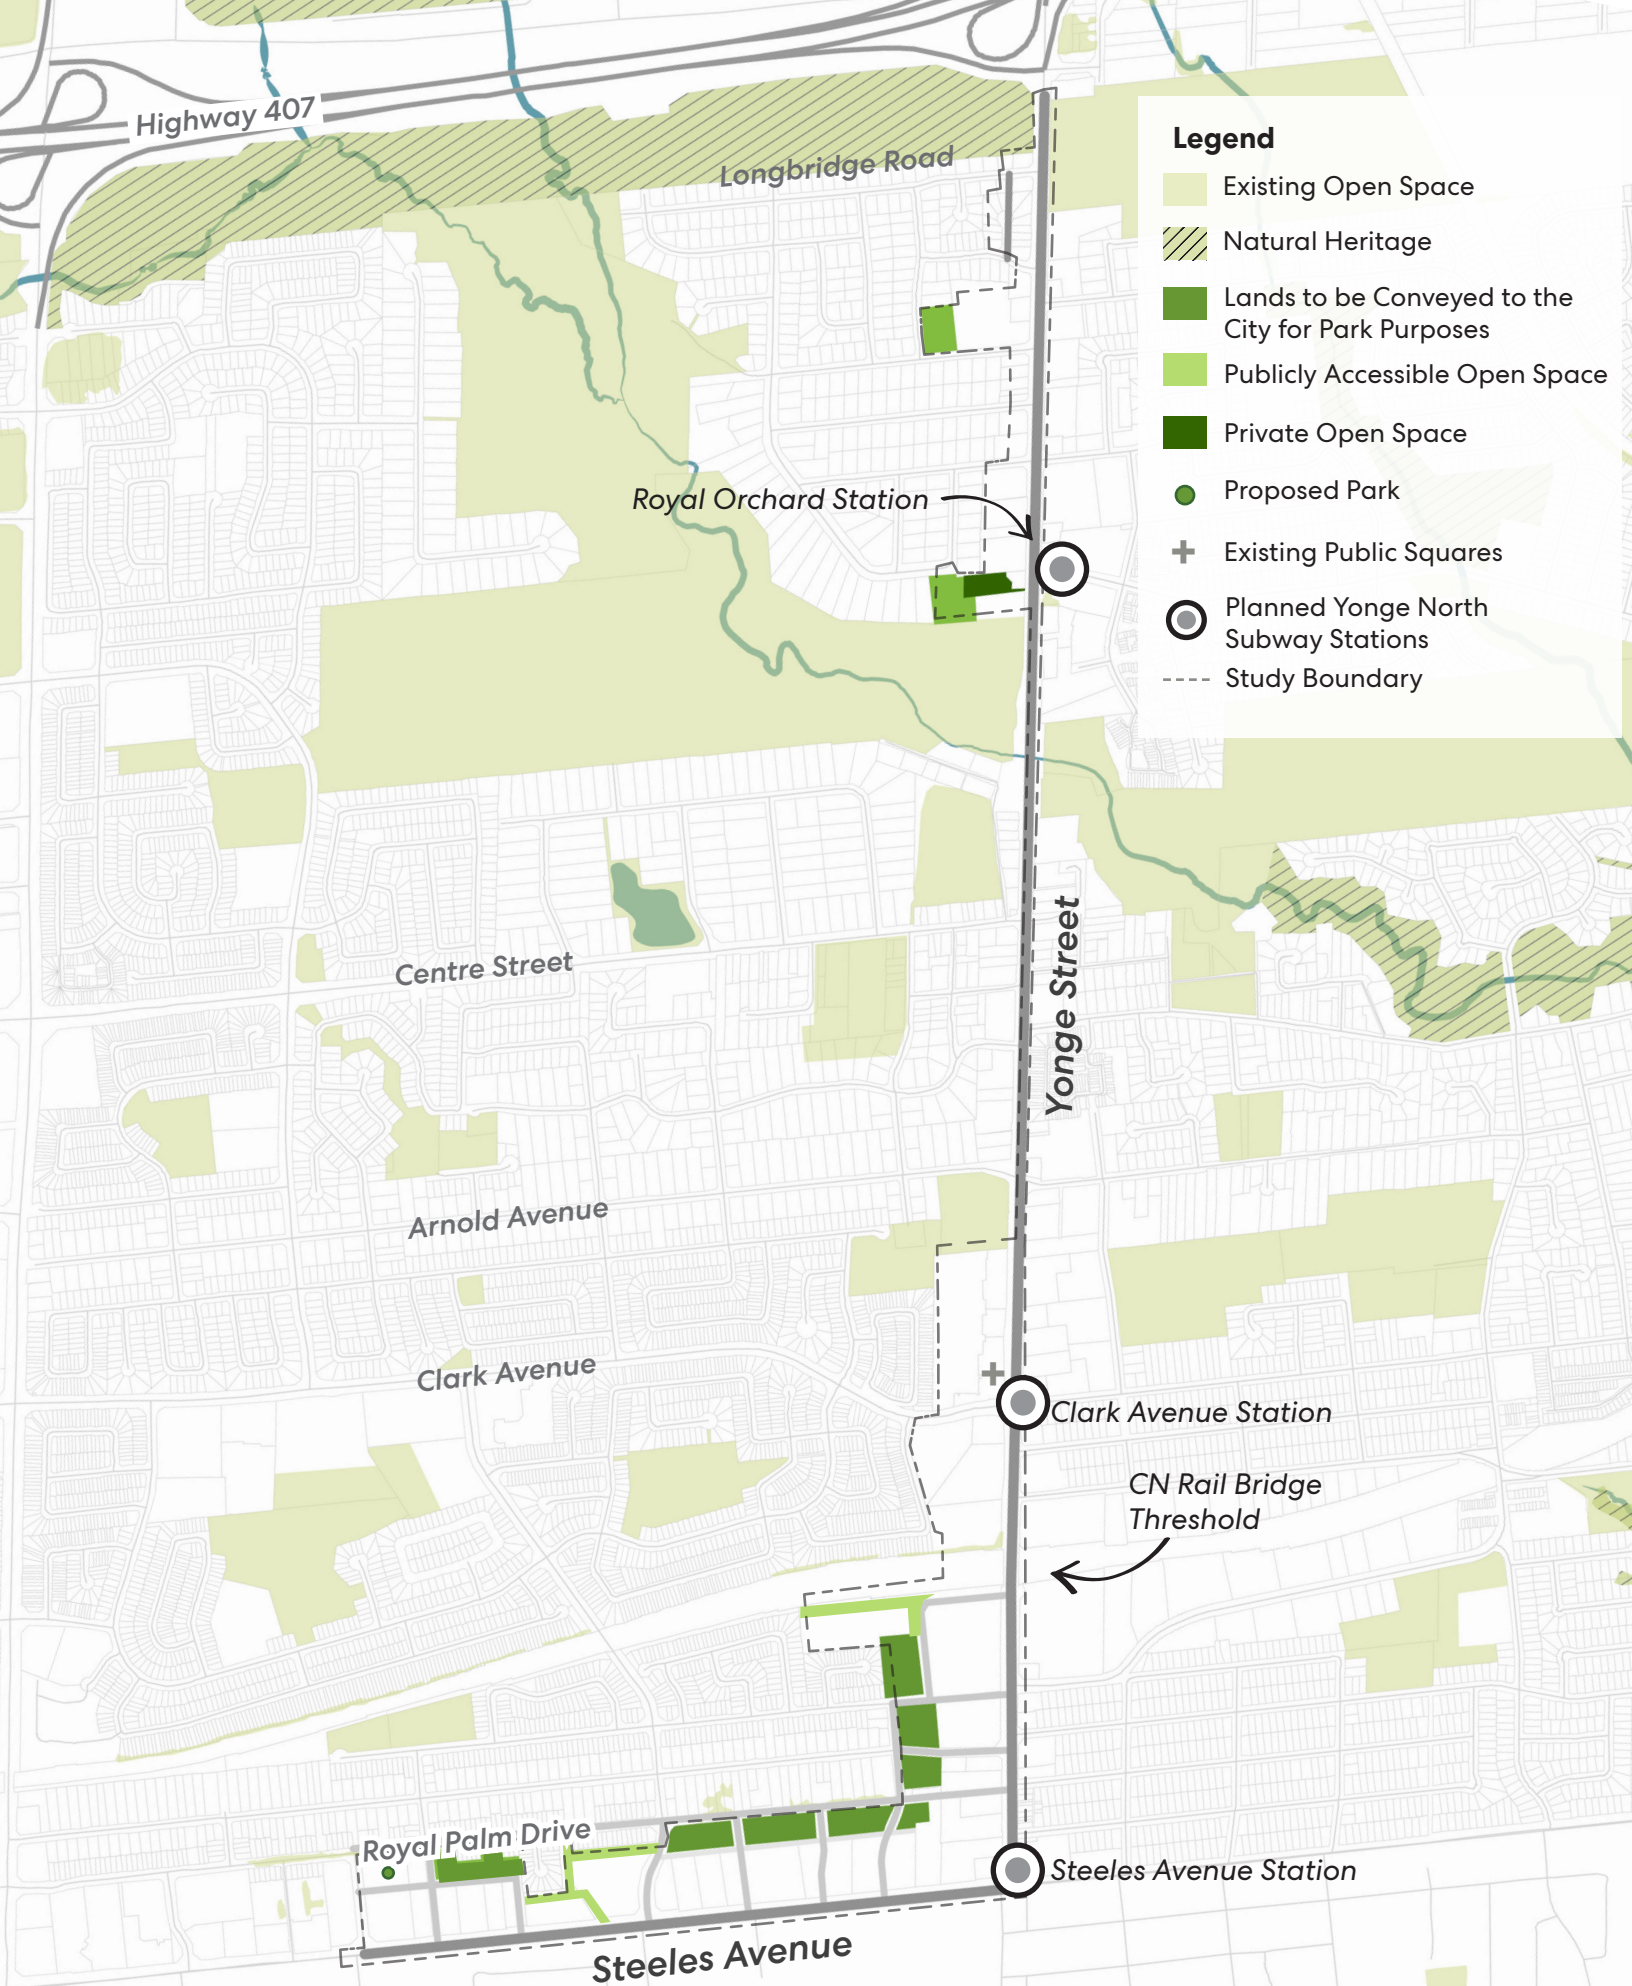 Highway 407
Longbridge Road
Legend
Existing Open Space
Natural Heritage
Lands to be Conveyed to the
City for Park Purposes
Publicly Accessible Open Space
Private Open Space
Proposed Park
Existing Public Squares
Planned Yonge North
Subway Stations
Study Boundary
Royal Orchard Station
Yonge Street
Centre Street
Arnold Avenue
Clark Avenue
Clark Avenue Station
CN Rail Bridge
Threshold
Royal Palm Drive
Steeles Avenue Station
Steeles Avenue